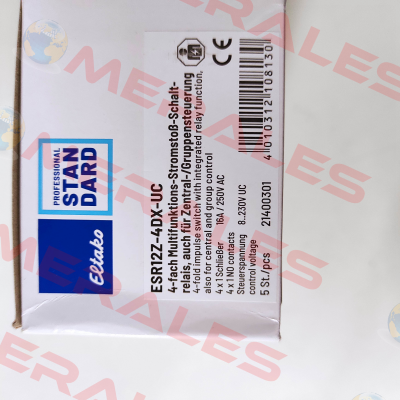 PROFESSIONAL
STAN
DARD
Eltako
ESR12Z-4DX-UC
4-fach Multifunktions-Stromstoß-Schalt-
relais, auch für Zentral-/Gruppensteuerung
4-fold impulse switch with integrated relay function,
also for central and group control
4 x 1 Schließer 16A / 250V AC
4 x 1 NO contacts
Steuerspannung 8..230V UC
control voltage
5 St./pcs 21400301
4 010312 108130
CE
MERALES
MERALES
MERALES